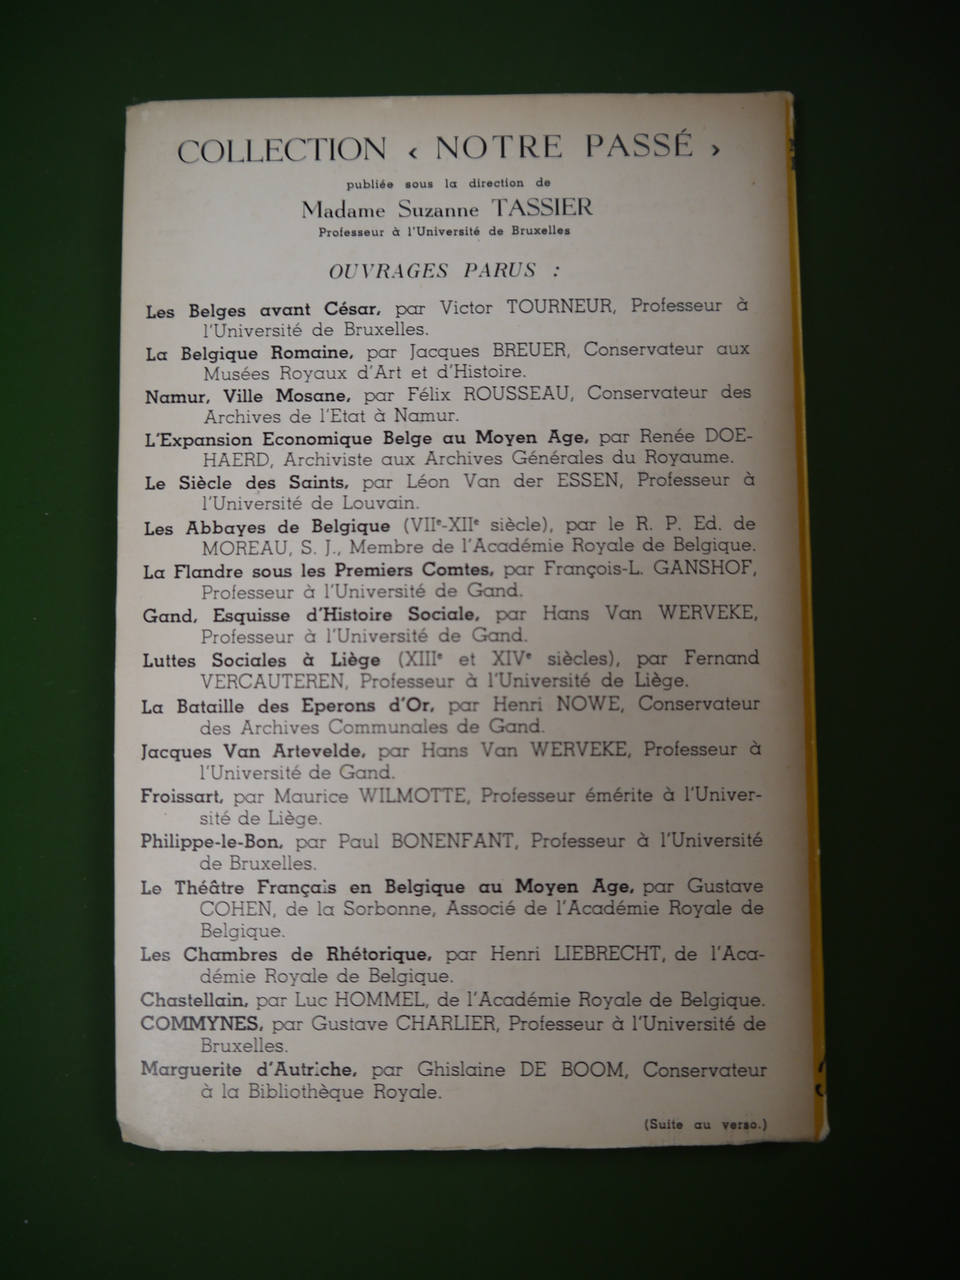 COLLECTION ‹ NOTRE PASSÉ ›
publiée sous la direction de
Madame Suzanne TASSIER
Professeur à l'Université de Bruxelles
OUVRAGES PARUS :
Les Belges avant César, par Victor TOURNEUR, Professeur à
l'Université de Bruxelles.
La Belgique Romaine, par Jacques BREUER, Conservateur aux
Musées Royaux d'Art et d'Histoire.
Namur, Ville Mosane, par Félix ROUSSEAU, Conservateur des
Archives de l'Etat à Namur.
L'Expansion Economique Belge au Moyen Age, par Renée DOE-
HAERD, Archiviste aux Archives Générales du Royaume.
Le Siècle des Saints, par Léon Van der ESSEN, Professeur à
l'Université de Louvain.
Les Abbayes de Belgique (VIIe-XIIe siècle), par le R. P. Ed. de
MOREAU, S. J., Membre de l'Académie Royale de Belgique.
La Flandre sous les Premiers Comtes, par François-L. GANSHOF,
Professeur à l'Université de Gand.
Gand, Esquisse d'Histoire Sociale, par Hans Van WERVEKE,
Professeur à l'Université de Gand.
Luttes Sociales à Liège (XIIIe et XIVe siècles), par Fernand
VERCAUTEREN, Professeur à l'Université de Liège.
La Bataille des Eperons d'Or, par Henri NOWE, Conservateur
des Archives Communales de Gand.
Jacques Van Artevelde, par Hans Van WERVEKE, Professeur à
l'Université de Gand.
Froissart, par Maurice WILMOTTE, Professeur émérite à l'Univer-
sité de Liège.
Philippe-le-Bon, par Paul BONENFANT, Professeur à l'Université
de Bruxelles.
Le Théâtre Français en Belgique au Moyen Age, par Gustave
COHEN, de la Sorbonne, Associé de l'Académie Royale de
Belgique.
Les Chambres de Rhétorique, par Henri LIEBRECHT, de l'Aca-
démie Royale de Belgique.
Chastellain, par Luc HOMMEL, de l'Académie Royale de Belgique.
COMMYNES, par Gustave CHARLIER, Professeur à l'Université de
Bruxelles.
Marguerite d'Autriche, par Ghislaine DE BOOM, Conservateur
à la Bibliothèque Royale.
(Suite au verso.)